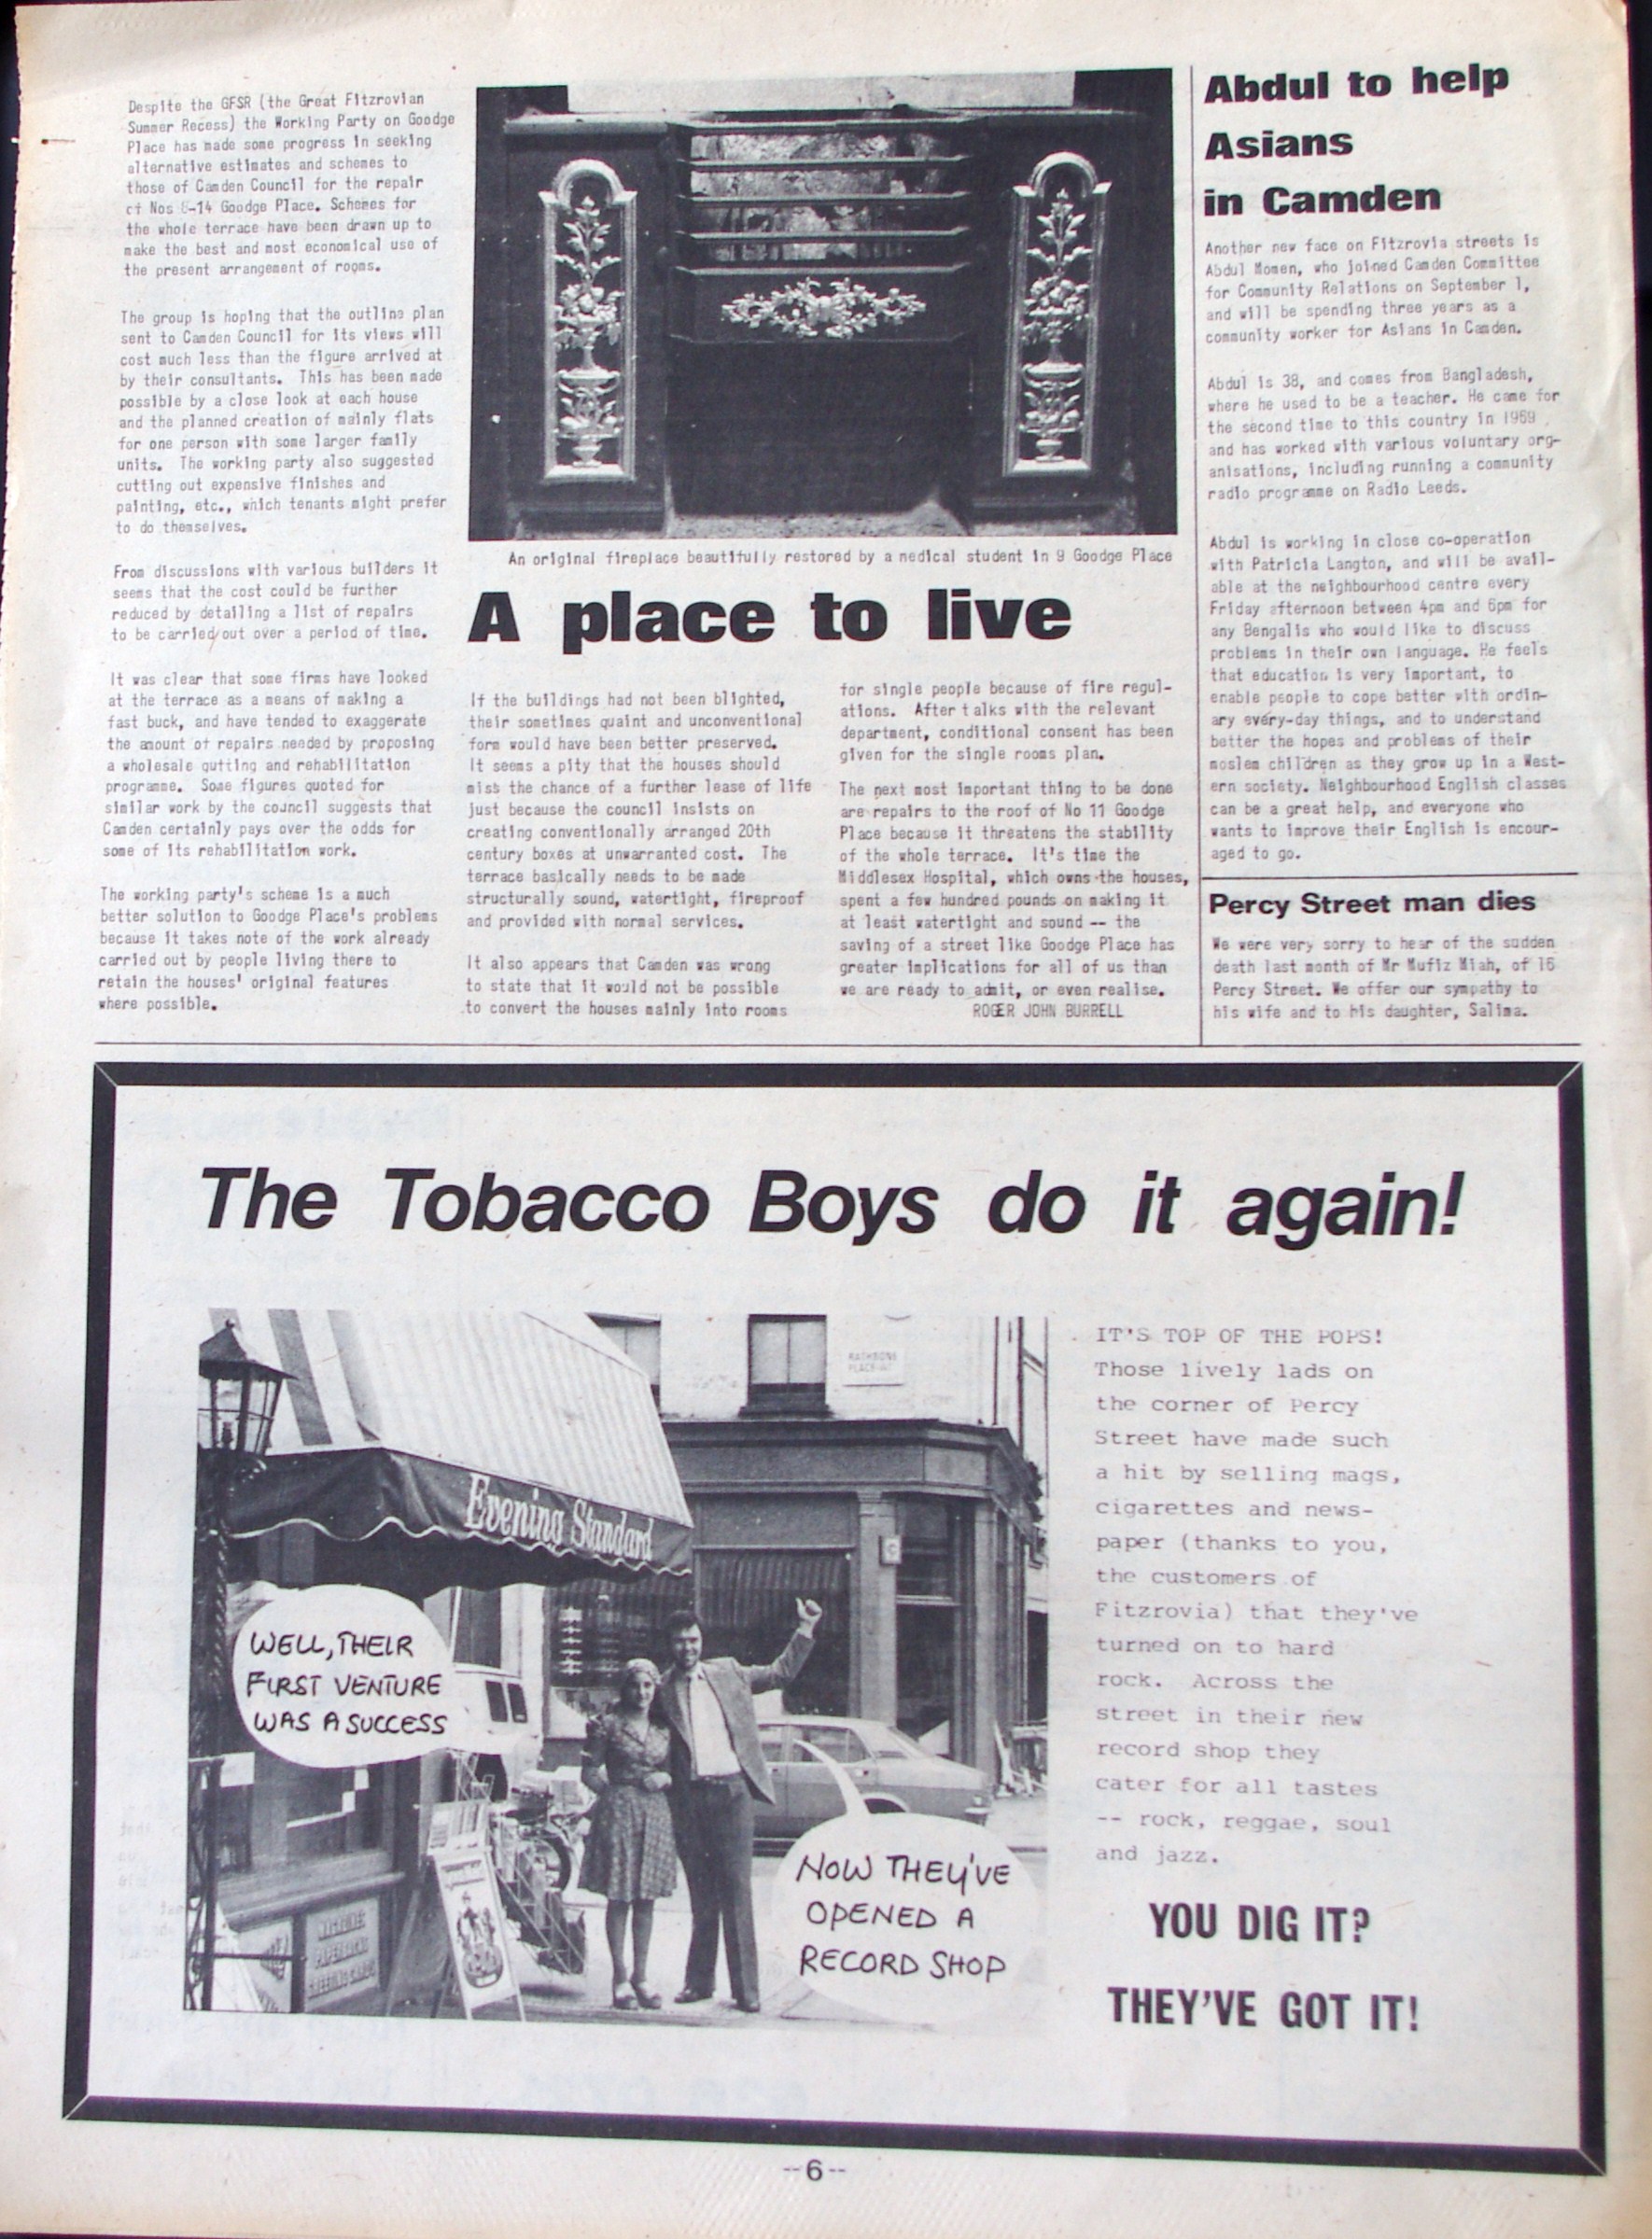 Despite the GFSR (the Great Fitzrovian
Summer Recess) the Working Party on Goodge
Place has made some progress in seeking
alternative estimates and schemes to
those of Camden Council for the repair
of Nos 8-14 Goodge Place. Schemes for
the whole terrace have been drawn up to
make the best and most economical use of
the present arrangement of rooms.
The group is hoping that the outline plan
sent to Camden Council for its views will
cost much less than the figure arrived at
by their consultants. This has been made
possible by a close look at each house
and the planned creation of mainly flats
for one person with some larger family
units. The working party also suggested
cutting out expensive finishes and
painting, etc., which tenants might prefer
to do themselves.
From discussions with various builders it
seems that the cost could be further
reduced by detailing a list of repairs
to be carried out over a period of time.
It was clear that some firms have looked
at the terrace as a means of making a
fast buck, and have tended to exaggerate
the amount of repairs needed by proposing
a wholesale gutting and rehabilitation
programme. Some figures quoted for
similar work by the council suggests that
Camden certainly pays over the odds for
some of its rehabilitation work.
The working party's scheme is a much
better solution to Goodge Place's problems
because it takes note of the work already
carried out by people living there to
retain the houses' original features
where possible.
An original fireplace beautifully restored by a medical student in 9 Goodge Place
A place to live
If the buildings had not been blighted,
their sometimes quaint and unconventional
form would have been better preserved.
It seems a pity that the houses should
miss the chance of a further lease of life
just because the council insists on
creating conventionally arranged 20th
century boxes at unwarranted cost. The
terrace basically needs to be made
structurally sound, watertight, fireproof
and provided with normal services.
It also appears that Camden was wrong
to state that it would not be possible
to convert the houses mainly into rooms
for single people because of fire regul-
ations. After talks with the relevant
department, conditional consent has been
given for the single rooms plan.
The next most important thing to be done
are repairs to the roof of No 11 Goodge
Place because it threatens the stability
of the whole terrace. It's time the
Middlesex Hospital, which owns the houses,
spent a few hundred pounds on making it
at least watertight and sound -- the
saving of a street like Goodge Place has
greater implications for all of us than
we are ready to admit, or even realise.
ROGER JOHN BURRELL
Abdul to help
Asians
in Camden
Another new face on Fitzrovia streets is
Abdul Momen, who joined Camden Committee
for Community Relations on September 1,
and will be spending three years as a
community worker for Asians in Camden.
Abdul is 38, and comes from Bangladesh,
where he used to be a teacher. He came for
the second time to this country in 1969
and has worked with various voluntary org-
anisations, including running a community
radio programme on Radio Leeds.
Abdul is working in close co-operation
with Patricia Langton, and will be avail-
able at the neighbourhood centre every
Friday afternoon between 4pm and 6pm for
any Bengalis who would like to discuss
problems in their own language. He feels
that education is very important, to
enable people to cope better with ordin-
ary every-day things, and to understand
better the hopes and problems of their
moslem children as they grow up in a West-
ern society. Neighbourhood English classes
can be a great help, and everyone who
wants to improve their English is encour-
aged to go.
Percy Street man dies
We were very sorry to hear of the sudden
death last month of Mr Mufiz Miah, of 16
Percy Street. We offer our sympathy to
his wife and to his daughter, Salima.
The Tobacco Boys do it again!
RATHBONE
PLACE W1
Evening Standard
WELL, THEIR
FIRST VENTURE
WAS A SUCCESS
NOW THEY'VE
OPENED A
RECORD SHOP
MAGAZINES
PAPERBACKS
GREETING CARDS
IT'S TOP OF THE POPS!
Those lively lads on
the corner of Percy
Street have made such
a hit by selling mags,
cigarettes and news-
paper (thanks to you,
the customers of
Fitzrovia) that they've
turned on to hard
rock. Across the
street in their new
record shop they
cater for all tastes
-- rock, reggae, soul
and jazz.
YOU DIG IT?
THEY'VE GOT IT!
--6--